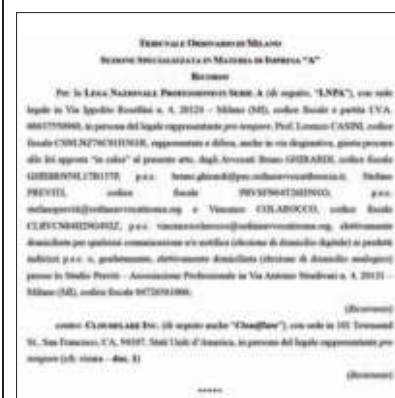 TRIBUNALE ORDINARIO DI MILANO
SEZIONE SPECIALIZZATA IN MATERIA DI IMPRESA "A"
RICORSO
Per la LEGA NAZIONALE PROFESSIONISTI SERIE A (di seguito, "LNPA"), con sede
legale in Via Ippolito Rosellini n. 4, 20124 – Milano (MI), codice fiscale e partita I.V.A.
in persona del legale rappresentante pro tempore, Prof. Lorenzo CASINI, codice
fiscale rappresentata e difesa, anche in via disgiuntiva, giusta procura
alle liti apposta "in calce" al presente atto, dagli Avvocati Bruno GHIRARDI, codice fiscale
p.e.c. Stefano
PREVITI, codice fiscale p.e.c.
e Vincenzo COLAROCCO, codice fiscale
p.e.c. elettivamente
domiciliata per qualsiasi comunicazione e/o notifica (elezione di domicilio digitale) ai predetti
indirizzi p.e.c. o, gradatamente, elettivamente domiciliata (elezione di domicilio analogico)
presso lo Studio Previti – Associazione Professionale in Via Antonio Stradivari n. 4, 20131 –
Milano (MI), codice fiscale
(Ricorrente)
contro CLOUDFLARE INC. (di seguito anche "Cloudflare"), con sede in 101 Townsend
St., San Francisco, CA, 94107, Stati Uniti d'America, in persona del legale rappresentante pro
tempore (cfr. visura – doc. 1)
(Resistente)
*****